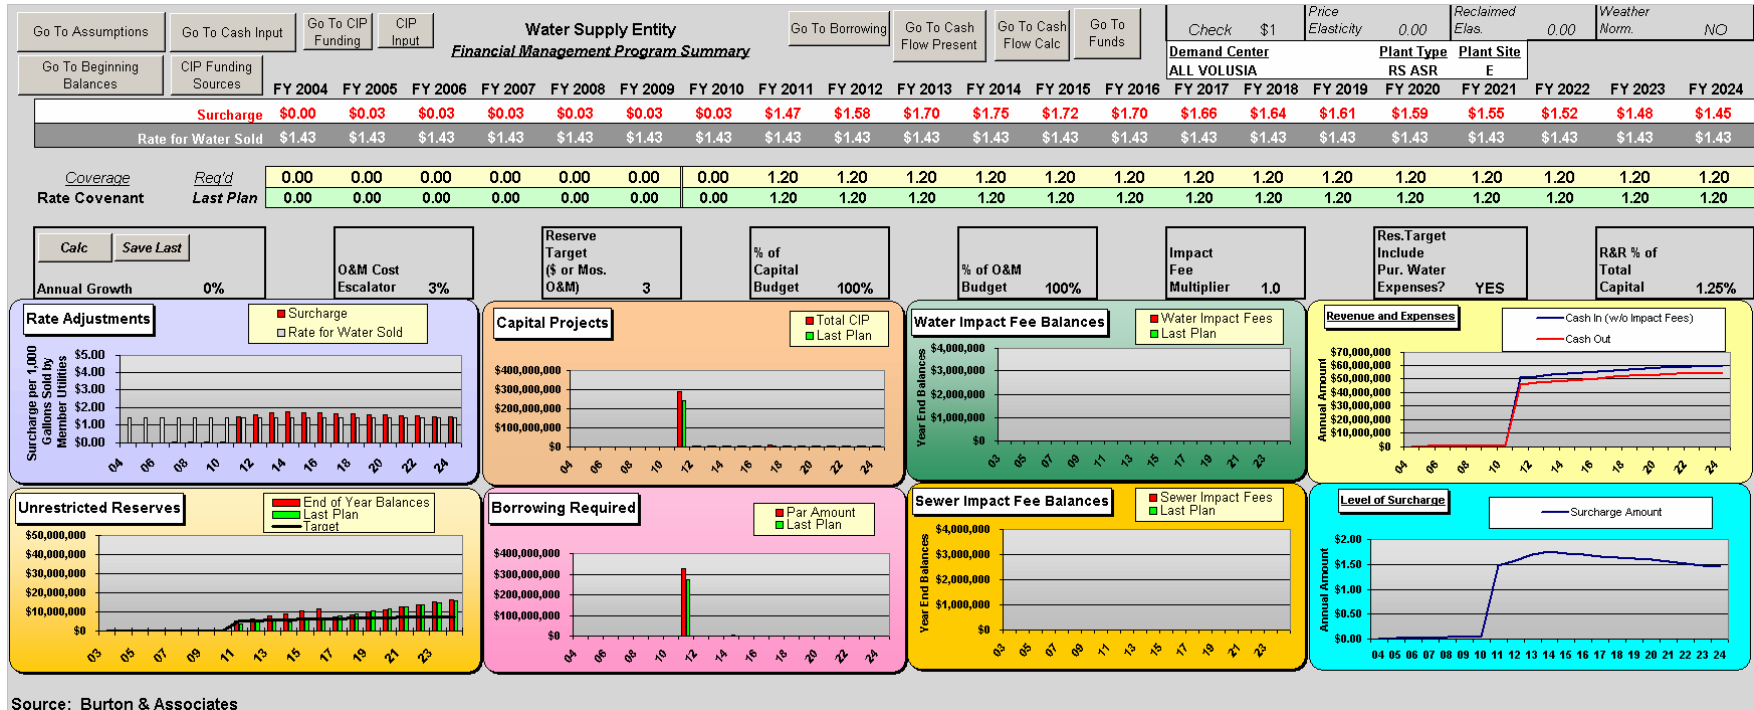 Go To Assumptions
Go To Cash Input
Go To CIP Funding
CIP Input
Water Supply Entity
Financial Management Program Summary
Go To Borrowing
Go To Cash Flow Present
Go To Cash Flow Calc
Go To Funds
Check $1
Price Elasticity 0.00
Reclaimed Elas. 0.00
Weather Norm. NO
Go To Beginning Balances
CIP Funding Sources
Demand Center Plant Type Plant Site
ALL VOLUSIA RS ASR E
FY 2004 FY 2005 FY 2006 FY 2007 FY 2008 FY 2009 FY 2010 FY 2011 FY 2012 FY 2013 FY 2014 FY 2015 FY 2016 FY 2017 FY 2018 FY 2019 FY 2020 FY 2021 FY 2022 FY 2023 FY 2024
Surcharge $0.00 $0.03 $0.03 $0.03 $0.03 $0.03 $0.03 $1.47 $1.58 $1.70 $1.75 $1.72 $1.70 $1.66 $1.64 $1.61 $1.59 $1.55 $1.52 $1.48 $1.45
Rate for Water Sold $1.43 $1.43 $1.43 $1.43 $1.43 $1.43 $1.43 $1.43 $1.43 $1.43 $1.43 $1.43 $1.43 $1.43 $1.43 $1.43 $1.43 $1.43 $1.43 $1.43 $1.43
Coverage Req'd 0.00 0.00 0.00 0.00 0.00 0.00 0.00 1.20 1.20 1.20 1.20 1.20 1.20 1.20 1.20 1.20 1.20 1.20 1.20 1.20 1.20
Rate Covenant Last Plan 0.00 0.00 0.00 0.00 0.00 0.00 0.00 1.20 1.20 1.20 1.20 1.20 1.20 1.20 1.20 1.20 1.20 1.20 1.20 1.20 1.20
Calc
Save Last
Annual Growth 0%
O&M Cost
Escalator 3%
Reserve
Target
($ or Mos.
O&M) 3
% of
Capital
Budget 100%
% of O&M
Budget 100%
Impact
Fee
Multiplier 1.0
Res.Target
Include
Pur. Water
Expenses? YES
R&R % of
Total
Capital 1.25%
Rate Adjustments
Surcharge
Rate for Water Sold
Surcharge per 1,000
Gallons Sold by
Member Utilities
$5.00
$4.00
$3.00
$2.00
$1.00
$0.00
04 06 08 10 12 14 16 18 20 22 24
Capital Projects
Total CIP
Last Plan
$400,000,000
$300,000,000
$200,000,000
$100,000,000
$0
04 06 08 10 12 14 16 18 20 22 24
Water Impact Fee Balances
Water Impact Fees
Last Plan
Year End Balances
$4,000,000
$3,000,000
$2,000,000
$1,000,000
$0
03 05 07 09 11 13 15 17 19 21 23
Revenue and Expenses
Cash In (w/o Impact Fees)
Cash Out
Annual Amount
$70,000,000
$60,000,000
$50,000,000
$40,000,000
$30,000,000
$20,000,000
$10,000,000
$0
04 06 08 10 12 14 16 18 20 22 24
Unrestricted Reserves
End of Year Balances
Last Plan
Target
$50,000,000
$40,000,000
$30,000,000
$20,000,000
$10,000,000
$0
03 05 07 09 11 13 15 17 19 21 23
Borrowing Required
Par Amount
Last Plan
$400,000,000
$300,000,000
$200,000,000
$100,000,000
$0
04 06 08 10 12 14 16 18 20 22 24
Sewer Impact Fee Balances
Sewer Impact Fees
Last Plan
Year End Balances
$4,000,000
$3,000,000
$2,000,000
$1,000,000
$0
03 05 07 09 11 13 15 17 19 21 23
Level of Surcharge
Surcharge Amount
Annual Amount
$2.00
$1.50
$1.00
$0.50
$0.00
04 05 06 07 08 09 10 11 12 13 14 15 16 17 18 19 20 21 22 23 24
Source: Burton & Associates